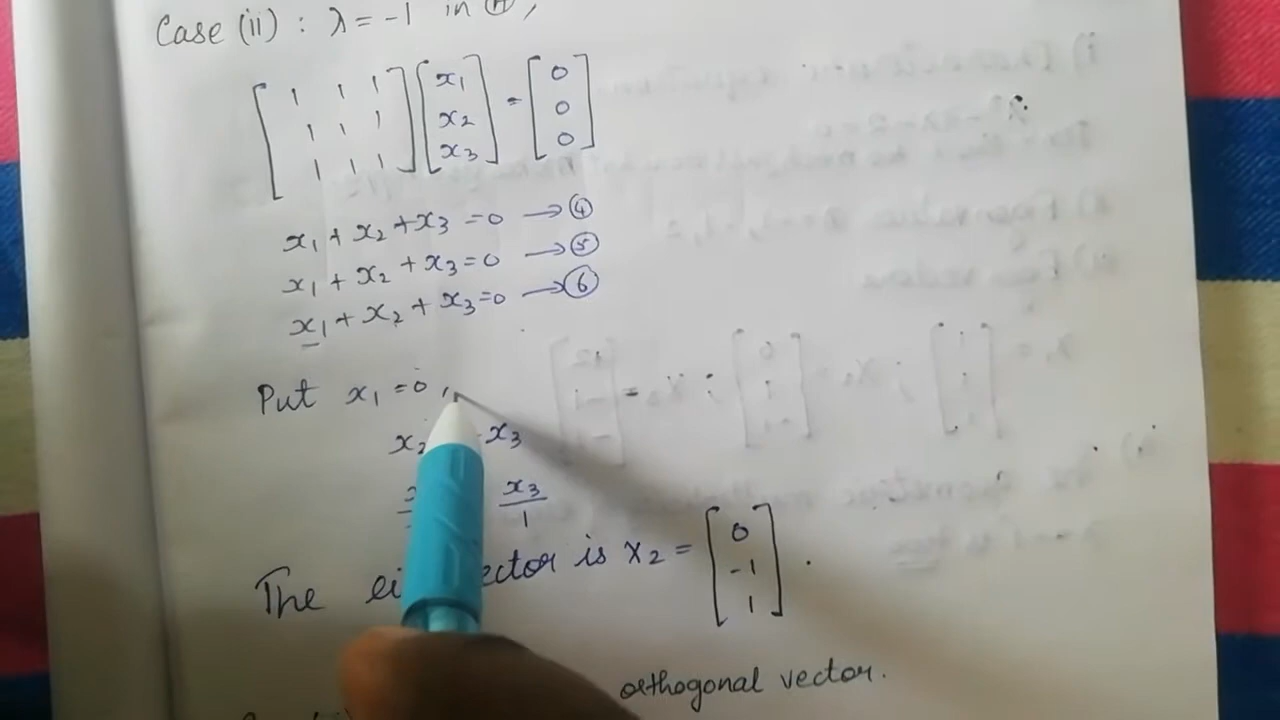 Case (ii) : λ = -1 in
[1 1 1] [x₁] = [0]
[1 1 1] [x₂] [0]
[1 1 1] [x₃] [0]
x₁ + x₂ + x₃ = 0 → ④
x₁ + x₂ + x₃ = 0 → ⑤
x₁ + x₂ + x₃ = 0 → ⑥
Put x₁ = 0,
x₂ -x₃
x₃/1
The is X₂ = [0]
[-1] .
[1]
orthogonal vector.